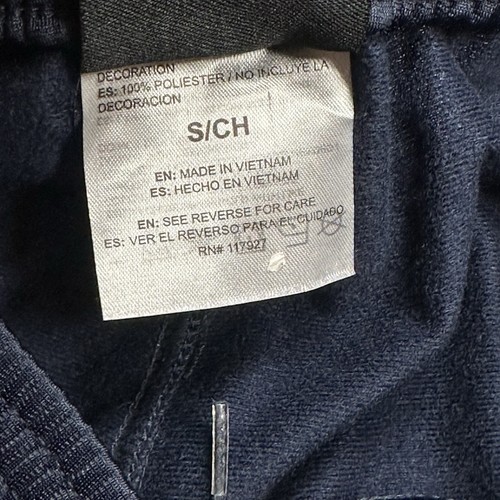 DECORATION
ES: 100% POLIESTER / NO INCLUYE LA
DECORACION
S/CH
EN: MADE IN VIETNAM
ES: HECHO EN VIETNAM
EN: SEE REVERSE FOR CARE
ES: VER EL REVERSO PARA EL CUIDADO
RN# 117927